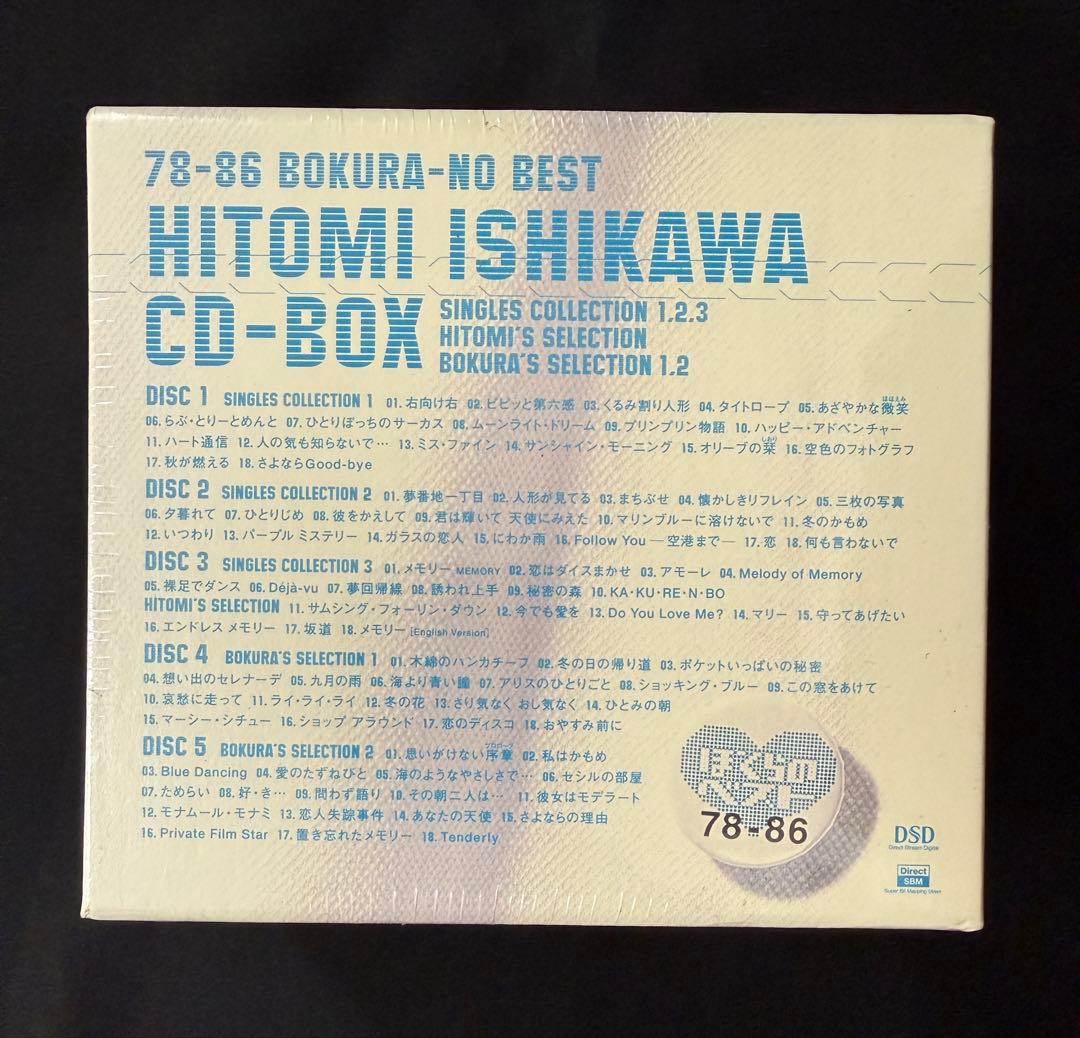 78-86 BOKURA-NO BEST
HITOMI ISHIKAWA
CD-BOX
SINGLES COLLECTION 1.2.3
HITOMI'S SELECTION
BOKURA'S SELECTION 1.2
DISC 1 SINGLES COLLECTION 1 01.右向け右 02.ビビッと第六感 03.くるみ割り人形 04.タイトロープ 05.あざやかな微笑
ほほえみ
06.らぶ・とりーとめんと 07.ひとりぼっちのサーカス 08.ムーンライト・ドリーム 09.プリンプリン物語 10.ハッピー・アドベンチャー
11.ハート通信 12.人の気も知らないで… 13.ミス・ファイン 14.サンシャイン・モーニング 15.オリーブの栞 16.空色のフォトグラフ
しおり
17.秋が燃える 18.さよならGood-bye
DISC 2 SINGLES COLLECTION 2 01.夢番地一丁目 02.人形が見てる 03.まちぶせ 04.懐かしきリフレイン 05.三枚の写真
06.夕暮れて 07.ひとりじめ 08.彼をかえして 09.君は輝いて 天使にみえた 10.マリンブルーに溶けないで 11.冬のかもめ
12.いつわり 13.パープル ミステリー 14.ガラスの恋人 15.にわか雨 16.Follow You ―空港まで― 17.恋 18.何も言わないで
DISC 3 SINGLES COLLECTION 3 01.メモリー MEMORY 02.恋はダイスまかせ 03.アモーレ 04.Melody of Memory
05.裸足でダンス 06.Déjà-vu 07.夢回帰線 08.誘われ上手 09.秘密の森 10.KA・KU・RE・N・BO
HITOMI'S SELECTION 11.サムシング・フォーリン・ダウン 12.今でも愛を 13.Do You Love Me? 14.マリー 15.守ってあげたい
16.エンドレス メモリー 17.坂道 18.メモリー[English Version]
DISC 4 BOKURA'S SELECTION 1 01.木綿のハンカチーフ 02.冬の日の帰り道 03.ポケットいっぱいの秘密
04.想い出のセレナーデ 05.九月の雨 06.海より青い瞳 07.アリスのひとりごと 08.ショッキング・ブルー 09.この窓をあけて
10.哀愁に走って 11.ライ・ライ・ライ 12.冬の花 13.さり気なく おし気なく 14.ひとみの朝
15.マーシー・シチュー 16.ショップ アラウンド 17.恋のディスコ 18.おやすみ前に
DISC 5 BOKURA'S SELECTION 2 01.思いがけない序章 02.私はかもめ
プロローグ
03.Blue Dancing 04.愛のたずねびと 05.海のようなやさしさで… 06.セシルの部屋
07.ためらい 08.好・き… 09.問わず語り 10.その朝二人は… 11.彼女はモデラート
12.モナムール・モナミ 13.恋人失踪事件 14.あなたの天使 15.さよならの理由
16.Private Film Star 17.置き忘れたメモリー 18.Tenderly
ぼくらの
ベスト
78-86
DSD
Direct Stream Digital
Direct
SBM
Super Bit Mapping Direct